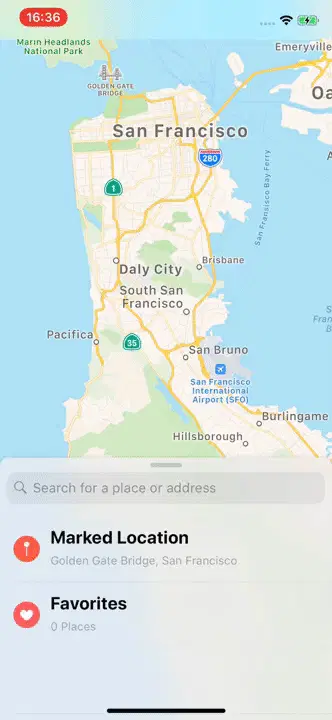 16:36
Marin Headlands
National Park
Emeryville
GOLDEN GATE
BRIDGE
San Francisco
280
1
San Francisco Bay Ferry
Daly City
Brisbane
South San
Francisco
Pacifica
35
San Bruno
San Francisco
International
Airport (SFO)
Burlingame
Hillsborough
Search for a place or address
Marked Location
Golden Gate Bridge, San Francisco
Favorites
0 Places